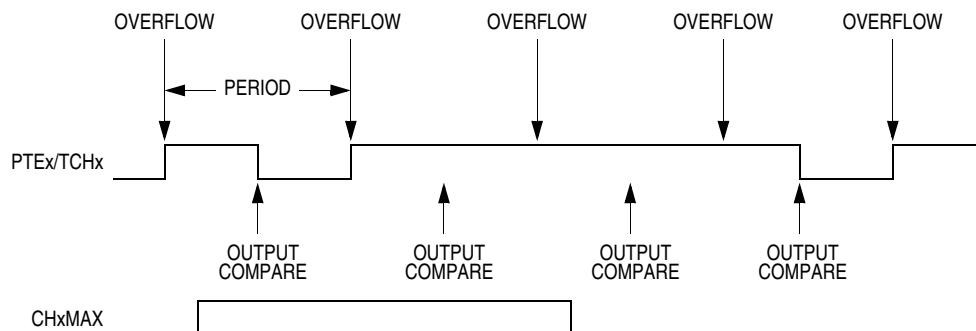 OVERFLOW OVERFLOW OVERFLOW OVERFLOW OVERFLOW
PERIOD
PTEx/TCHx
OUTPUT COMPARE
OUTPUT COMPARE
OUTPUT COMPARE
OUTPUT COMPARE
CHxMAX